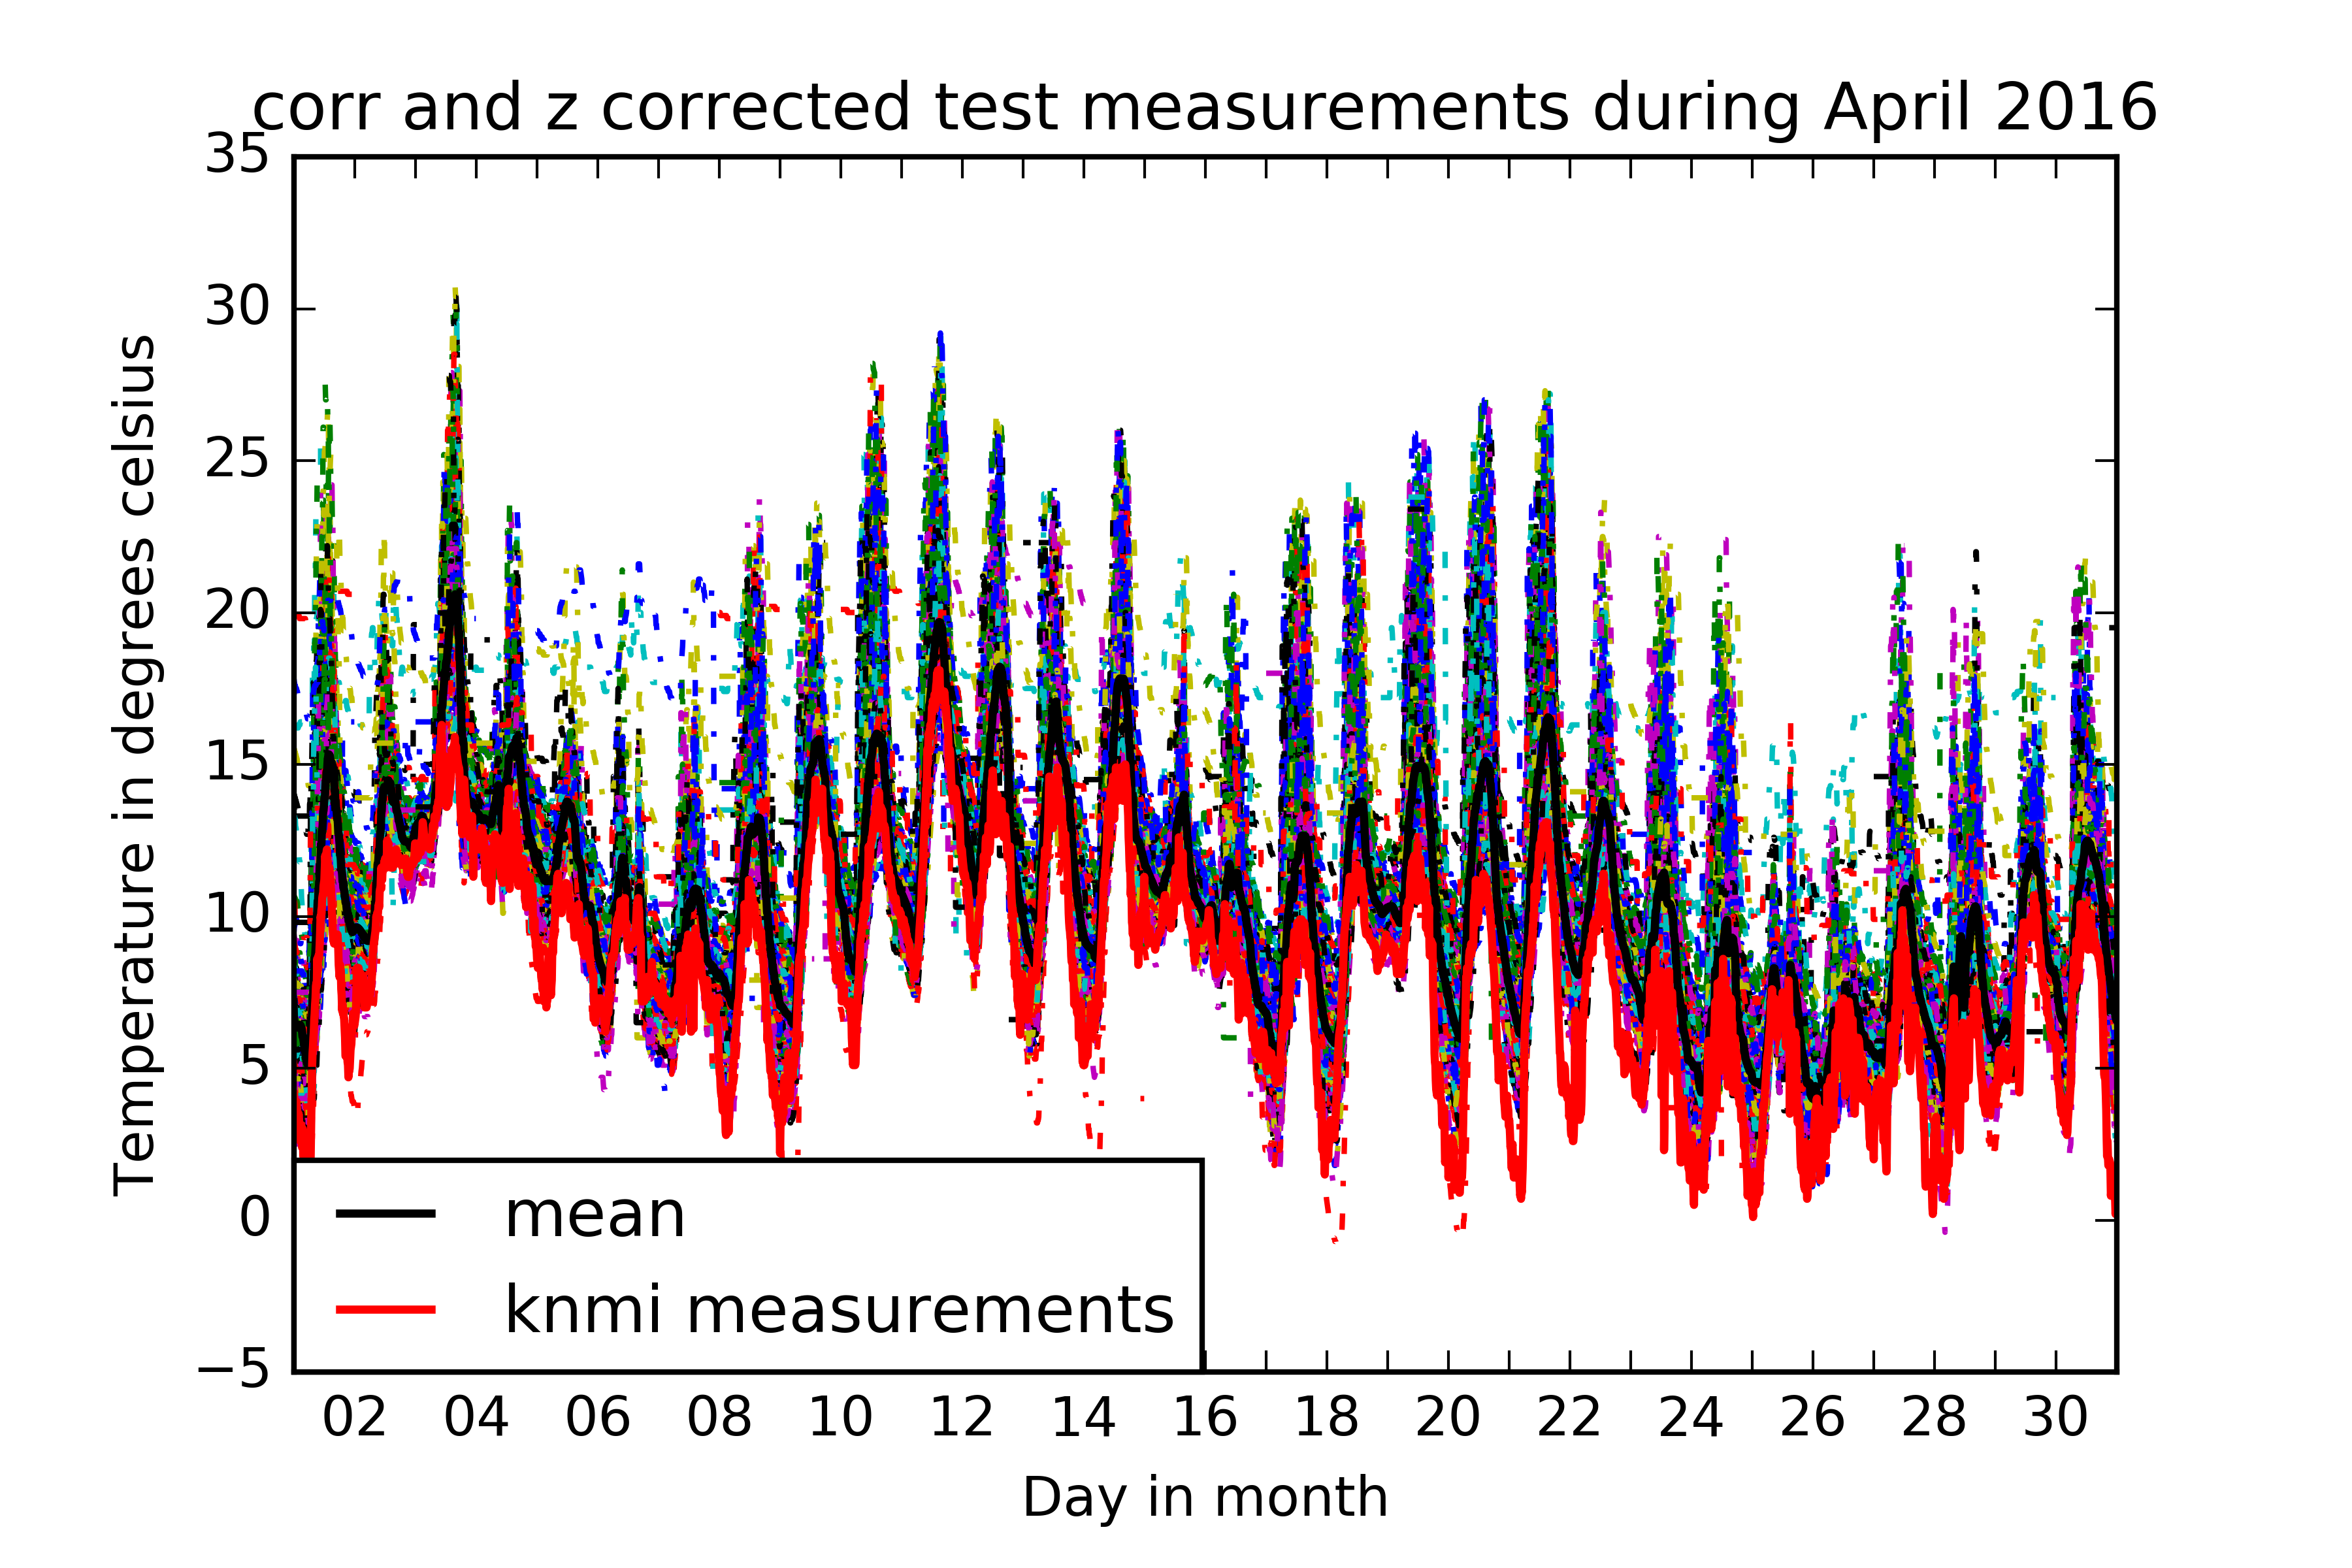 corr and z corrected test measurements during April 2016
35
30
25
20
15
10
5
0
−5
Temperature in degrees celsius
mean
knmi measurements
02 04 06 08 10 12 14 16 18 20 22 24 26 28 30
Day in month